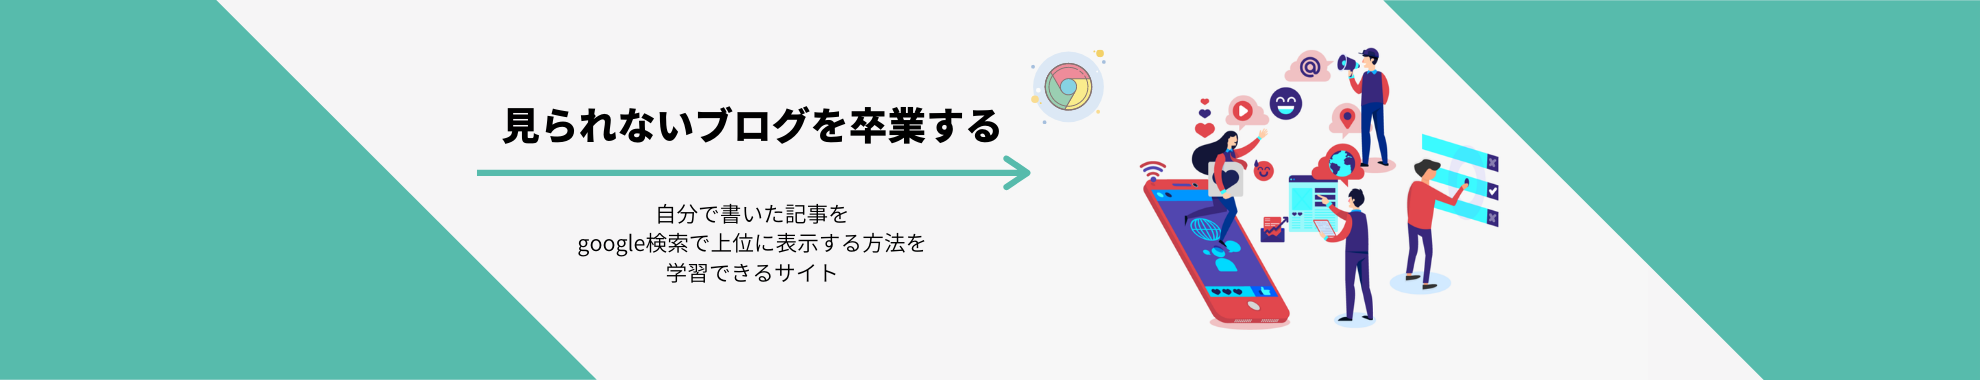 見られないブログを卒業する
自分で書いた記事を
google検索で上位に表示する方法を
学習できるサイト